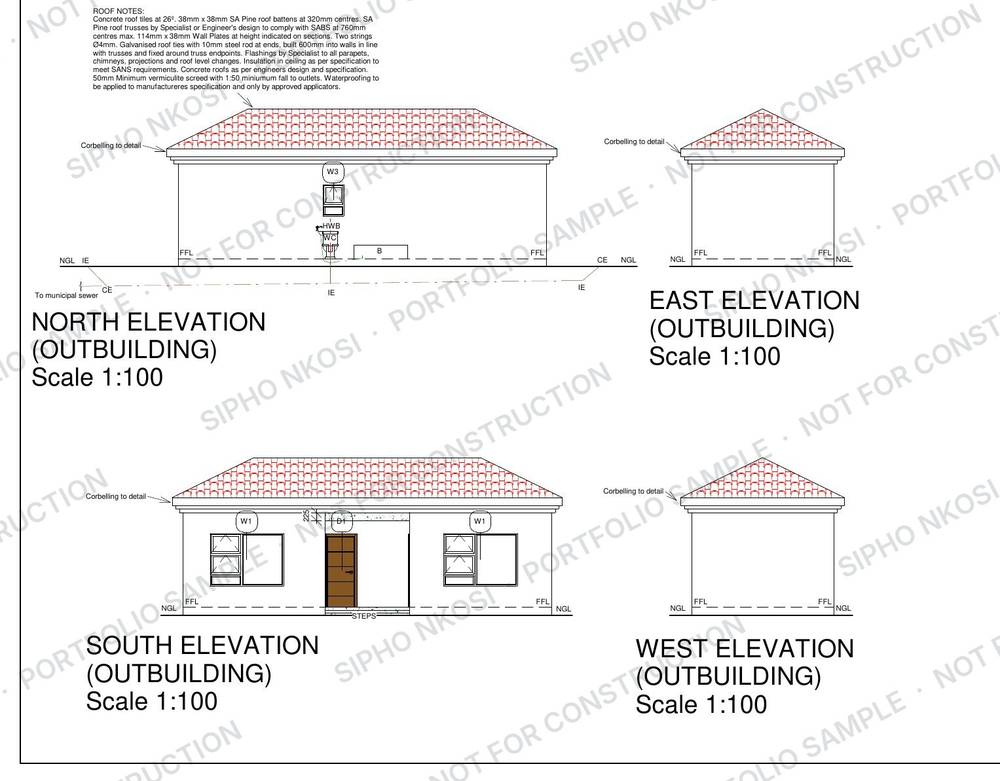 ROOF NOTES:
Concrete roof tiles at 26º. 38mm x 38mm SA Pine roof battens at 320mm centres. SA
Pine roof trusses by Specialist or Engineer's design to comply with SABS at 760mm
centres max. 114mm x 38mm Wall Plates at height indicated on sections. Two strings
Ø4mm. Galvanised roof ties with 10mm steel rod at ends, built 600mm into walls in line
with trusses and fixed around truss endpoints. Flashings by Specialist to all parapets,
chimneys, projections and roof level changes. Insulation in ceiling as per specification to
meet SANS requirements. Concrete roofs as per engineers design and specification.
50mm Minimum vermiculite screed with 1:50 miniumum fall to outlets. Waterproofing to
be applied to manufactureres specification and only by approved applicators.
Corbelling to detail
W3
HWB
WC
B
FFL
FFL
NGL
IE
CE
NGL
CE
IE
IE
To municipal sewer
NORTH ELEVATION
(OUTBUILDING)
Scale 1:100
Corbelling to detail
FFL
FFL
NGL
NGL
EAST ELEVATION
(OUTBUILDING)
Scale 1:100
Corbelling to detail
W1
225
D1
W1
FFL
FFL
NGL
NGL
STEPS
SOUTH ELEVATION
(OUTBUILDING)
Scale 1:100
Corbelling to detail
FFL
FFL
NGL
NGL
WEST ELEVATION
(OUTBUILDING)
Scale 1:100
SIPHO NKOSI · PORTFOLIO SAMPLE · NOT FOR CONSTRUCTION